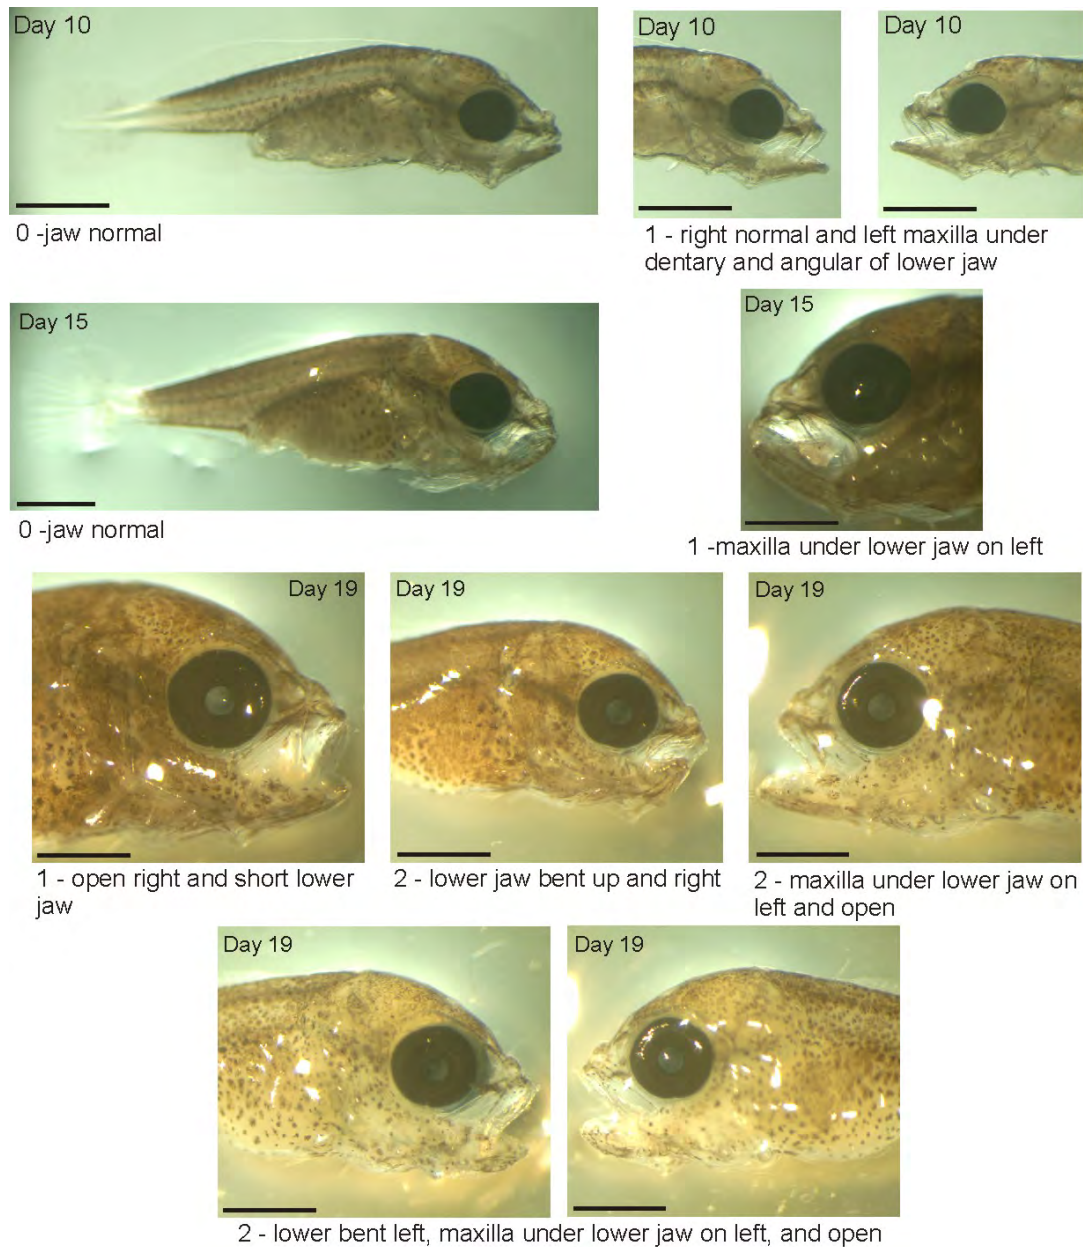 Day 10
Day 10
Day 10
0 -jaw normal
1 - right normal and left maxilla under
dentary and angular of lower jaw
Day 15
Day 15
0 -jaw normal
1 -maxilla under lower jaw on left
Day 19
Day 19
Day 19
1 - open right and short lower
jaw
2 - lower jaw bent up and right
2 - maxilla under lower jaw on
left and open
Day 19
Day 19
2 - lower bent left, maxilla under lower jaw on left, and open